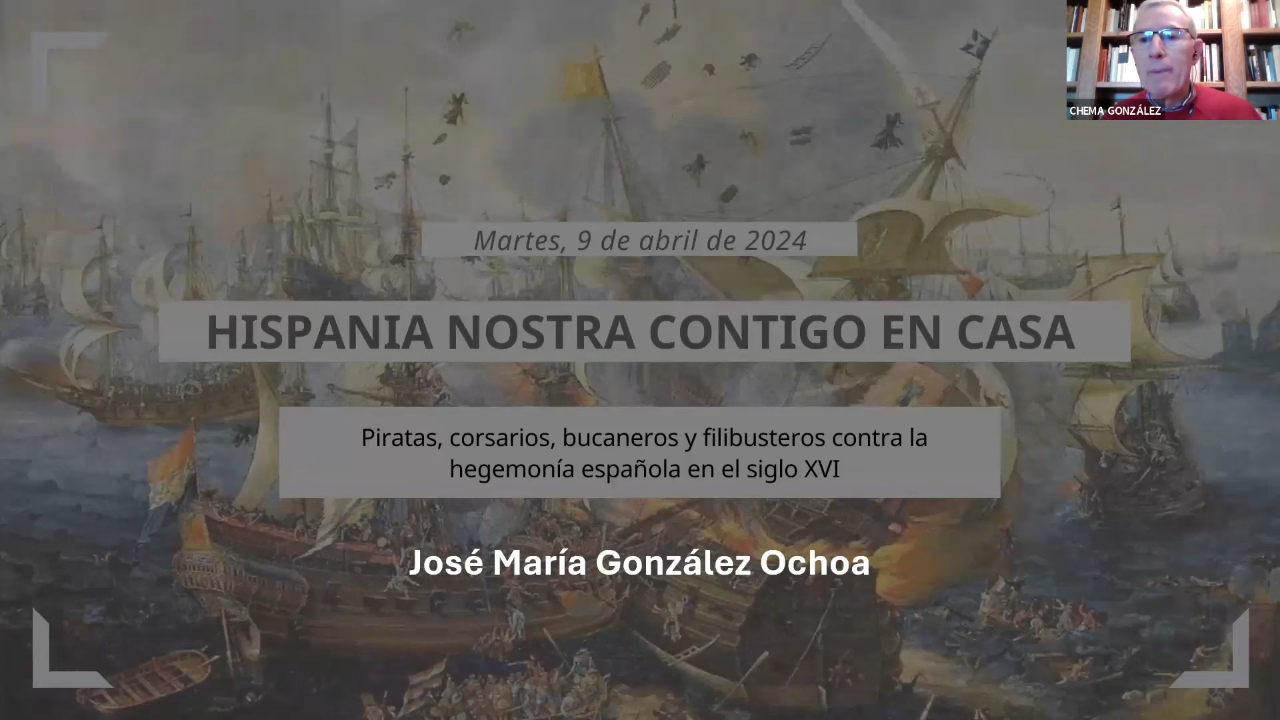 CHEMA GONZÁLEZ
Martes, 9 de abril de 2024
HISPANIA NOSTRA CONTIGO EN CASA
Piratas, corsarios, bucaneros y filibusteros contra la
hegemonía española en el siglo XVI
José María González Ochoa